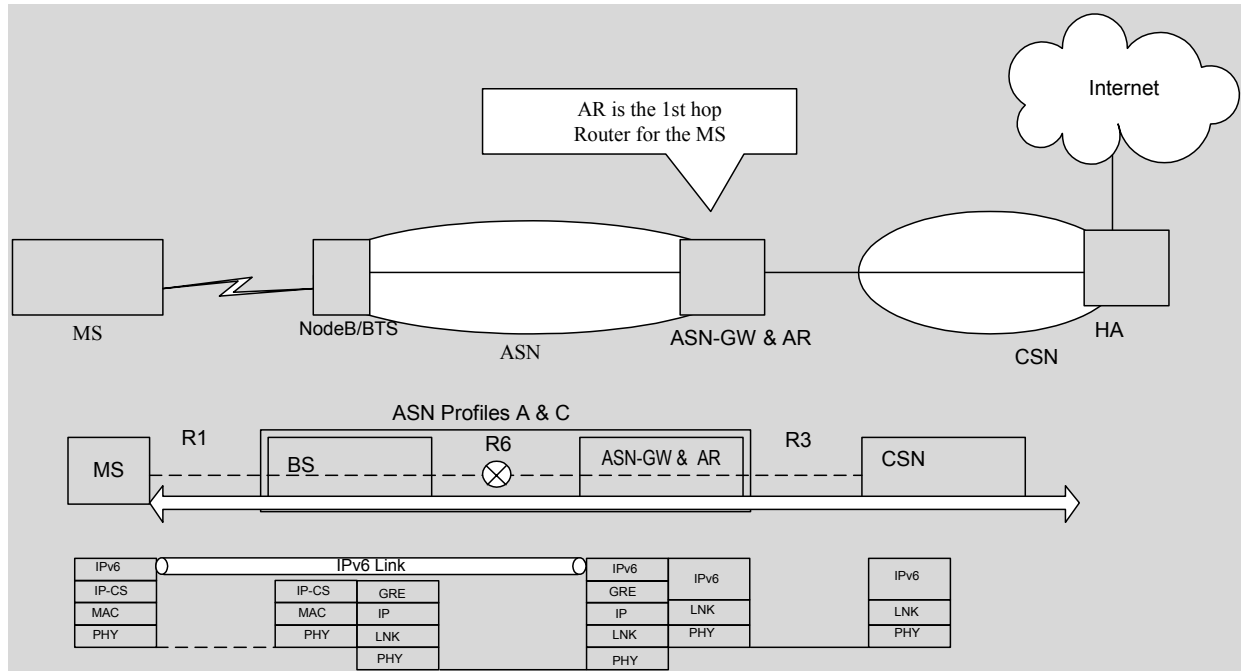 Internet
AR is the 1st hop
Router for the MS
MS
NodeB/BTS
ASN
ASN-GW & AR
CSN
HA
ASN Profiles A & C
R1
R6
R3
MS
BS
ASN-GW & AR
CSN
IPv6 Link
IPv6
IP-CS
MAC
PHY
IP-CS
MAC
PHY
GRE
IP
LNK
PHY
IPv6
GRE
IP
LNK
PHY
IPv6
LNK
PHY
IPv6
LNK
PHY